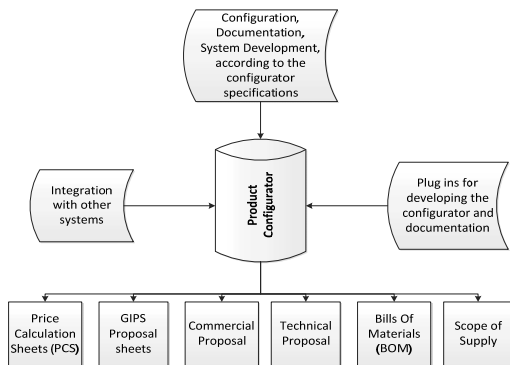 Configuration,
Documentation,
System Development,
according to the
configurator
specifications
Integration
with other
systems
Product
Configurator
Plug ins for
developing the
configurator and
documentation
Price
Calculation
Sheets (PCS)
GIPS
Proposal
sheets
Commercial
Proposal
Technical
Proposal
Bills Of
Materials
(BOM)
Scope of
Supply